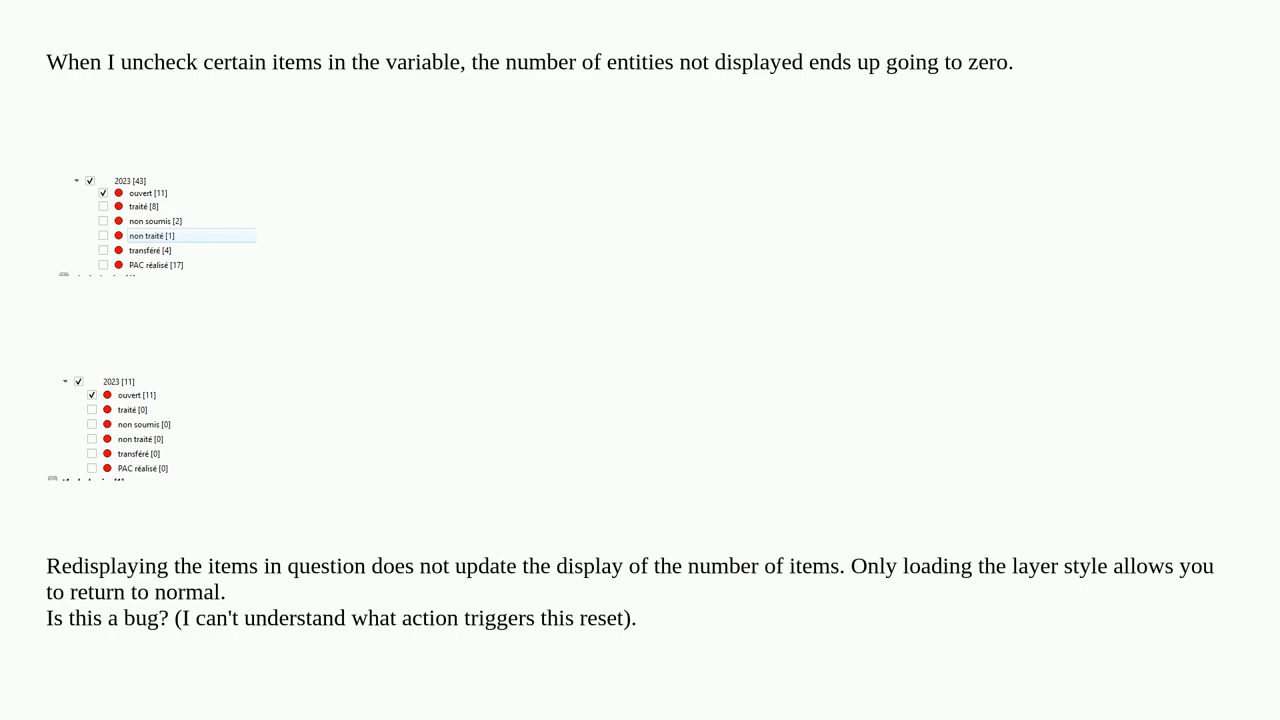 When I uncheck certain items in the variable, the number of entities not displayed ends up going to zero.
2023 [43]
ouvert [11]
traité [8]
non soumis [2]
non traité [1]
transféré [4]
PAC réalisé [17]
2023 [11]
ouvert [11]
traité [0]
non soumis [0]
non traité [0]
transféré [0]
PAC réalisé [0]
Redisplaying the items in question does not update the display of the number of items. Only loading the layer style allows you
to return to normal.
Is this a bug? (I can't understand what action triggers this reset).